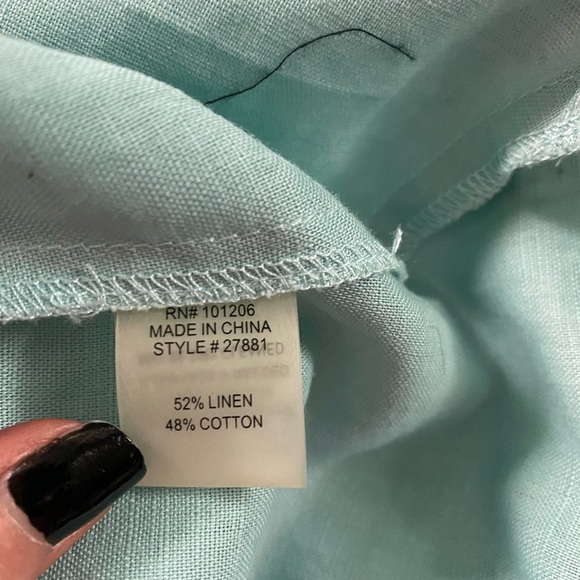 RN# 101206
MADE IN CHINA
STYLE # 27881
52% LINEN
48% COTTON